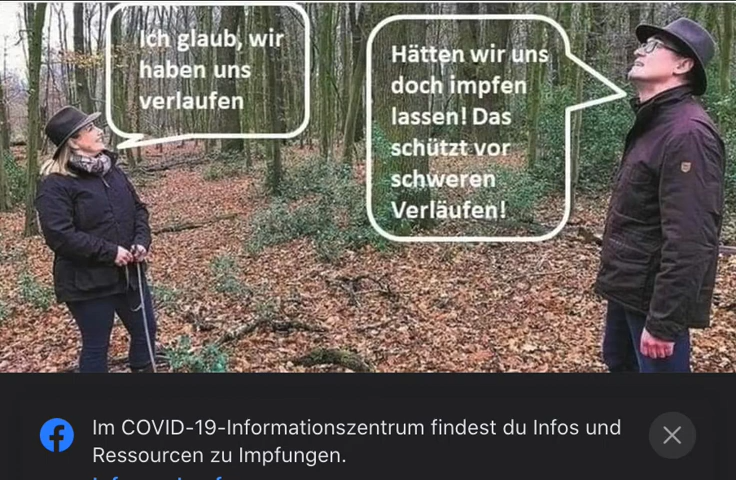 Ich glaub, wir
haben uns
verlaufen
Hätten wir uns
doch impfen
lassen! Das
schützt vor
schweren
Verläufen!
Im COVID-19-Informationszentrum findest du Infos und
Ressourcen zu Impfungen.